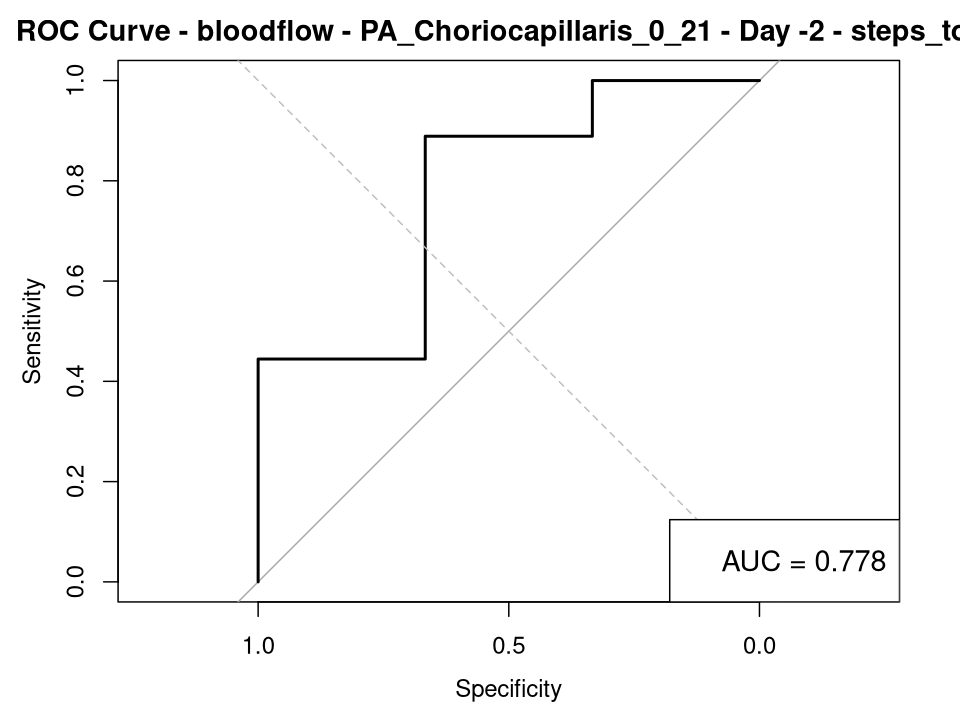 ROC Curve - bloodflow - PA_Choriocapillaris_0_21 - Day -2 - steps_to
1.0
0.8
0.6
0.4
0.2
0.0
Sensitivity
AUC = 0.778
1.0 0.5 0.0
Specificity